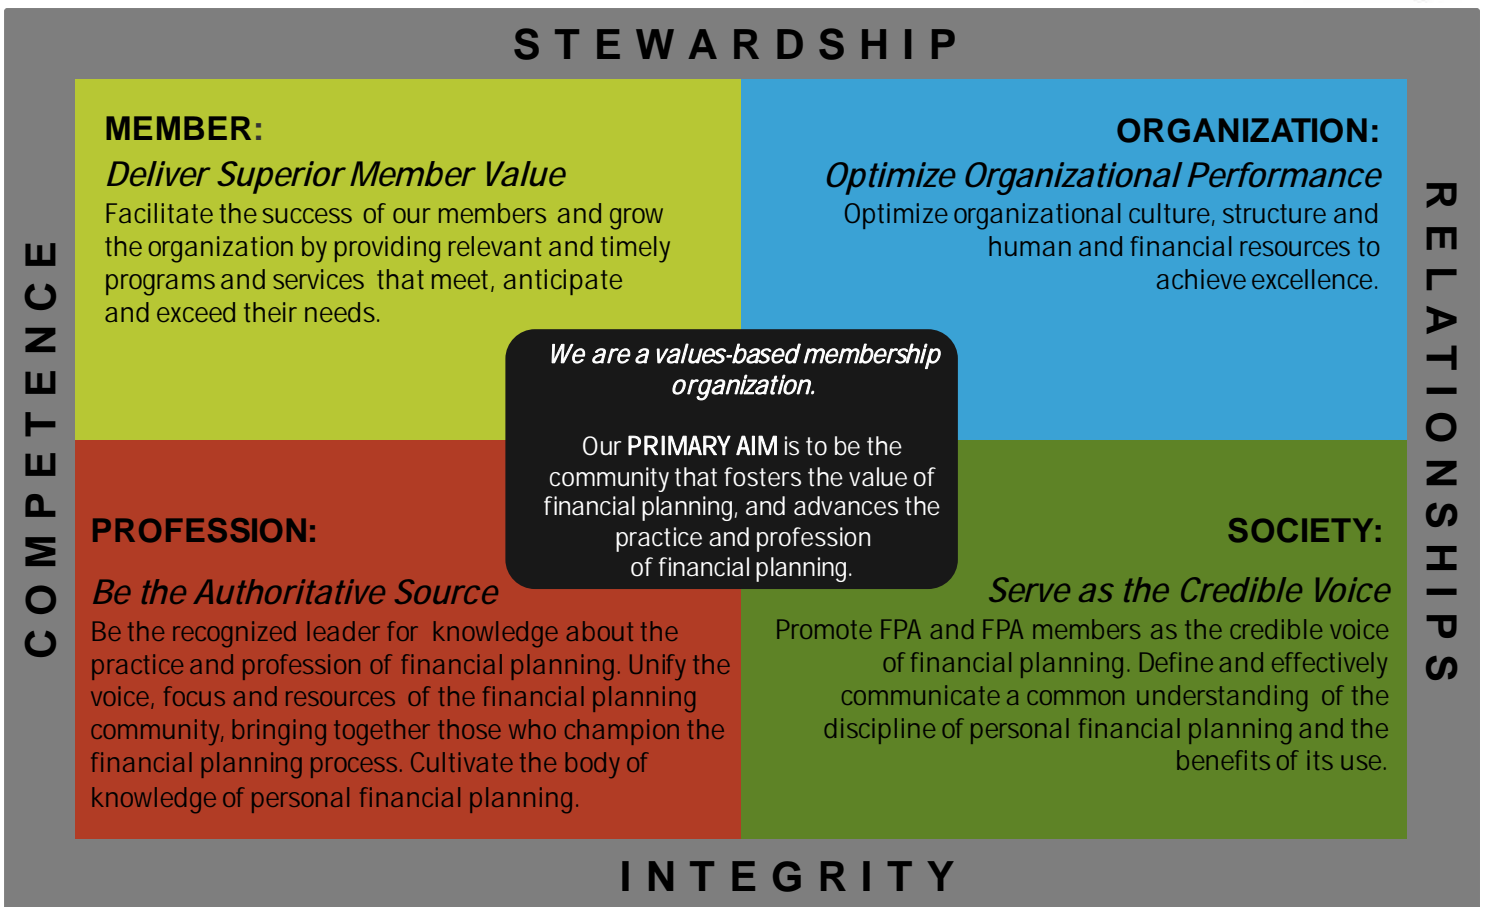 STEWARDSHIP
MEMBER:
Deliver Superior Member Value
Facilitate the success of our members and grow
the organization by providing relevant and timely
programs and services that meet, anticipate
and exceed their needs.
ORGANIZATION:
Optimize Organizational Performance
Optimize organizational culture, structure and
human and financial resources to
achieve excellence.
COMPETENCE
RELATIONSHIPS
We are a values-based membership
organization.
Our PRIMARY AIM is to be the
community that fosters the value of
financial planning, and advances the
practice and profession
of financial planning.
PROFESSION:
Be the Authoritative Source
Be the recognized leader for knowledge about the
practice and profession of financial planning. Unify the
voice, focus and resources of the financial planning
community, bringing together those who champion the
financial planning process. Cultivate the body of
knowledge of personal financial planning.
SOCIETY:
Serve as the Credible Voice
Promote FPA and FPA members as the credible voice
of financial planning. Define and effectively
communicate a common understanding of the
discipline of personal financial planning and the
benefits of its use.
INTEGRITY